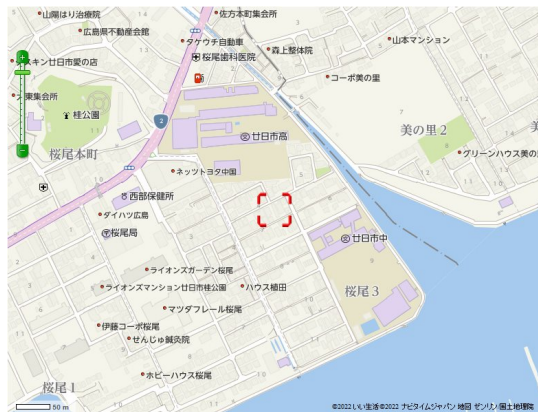 山陽はり治療院
佐方本町集会所
広島県不動産会館
タケウチ自動車
山本マンション
森上整体院
桜尾歯科医院
スキン廿日市愛の店
コーポ美の里
東集会所
桂公園
2
廿日市高
美の里 2
桜尾本町
グリーンハウス美の
ネッツトヨタ中国
西部保健所
ダイハツ広島
桜尾局
廿日市中
ライオンズガーデン桜尾
ライオンズマンション廿日市桂公園
ハウス植田
桜尾 3
マツダフレール桜尾
伊藤コーポ桜尾
せんじゅ鍼灸院
ホビーハウス桜尾
桜尾 1
50 m
©2022 いい生活 ©2022 ナビタイムジャパン 地図 ゼンリン/国土地理院